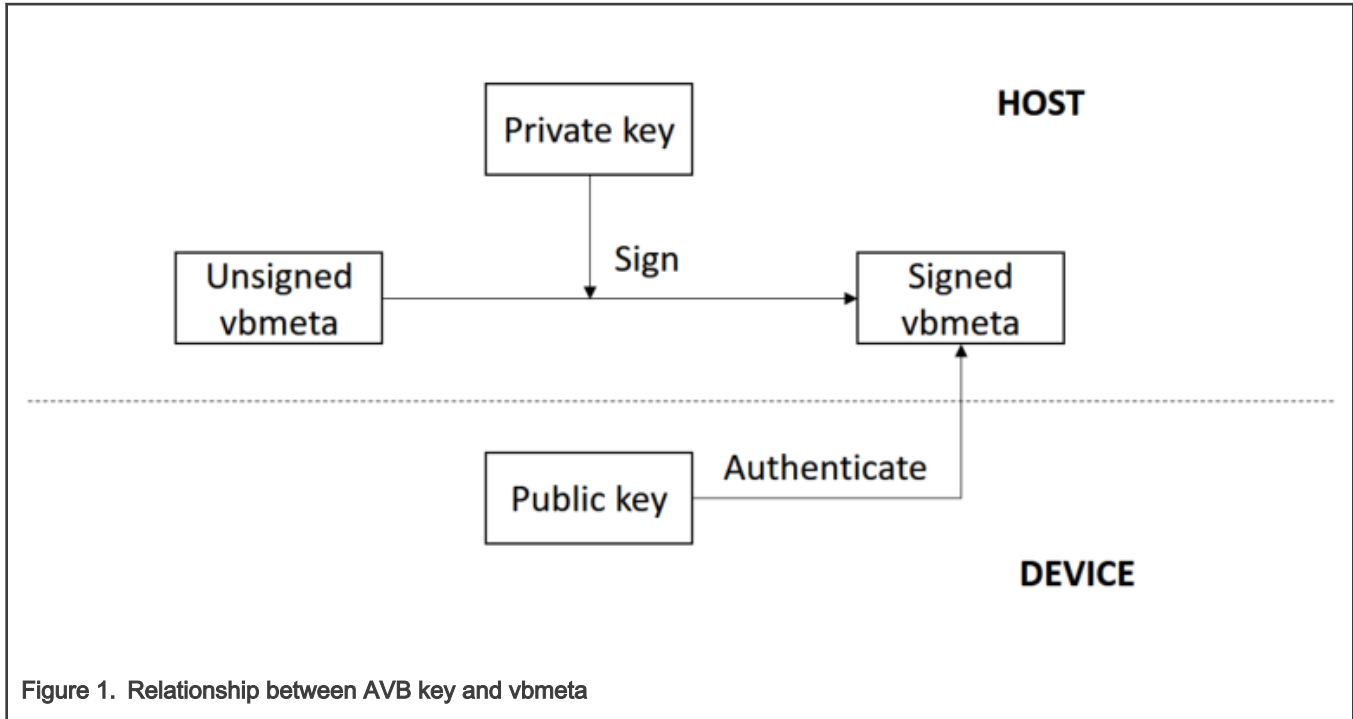 HOST
Private key
Sign
Unsigned
vbmeta
Signed
vbmeta
Authenticate
Public key
DEVICE
Figure 1. Relationship between AVB key and vbmeta